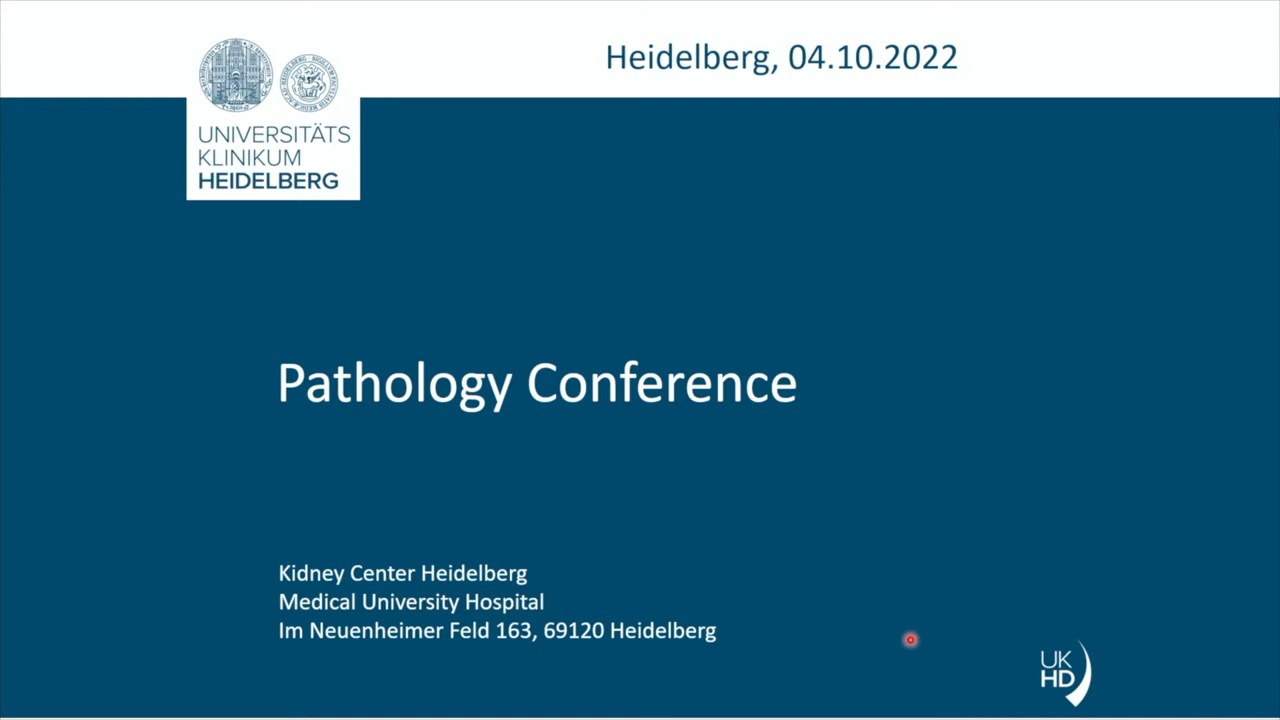 Heidelberg, 04.10.2022
UNIVERSITÄTS
KLINIKUM
HEIDELBERG
Pathology Conference
Kidney Center Heidelberg
Medical University Hospital
Im Neuenheimer Feld 163, 69120 Heidelberg
UK
HD